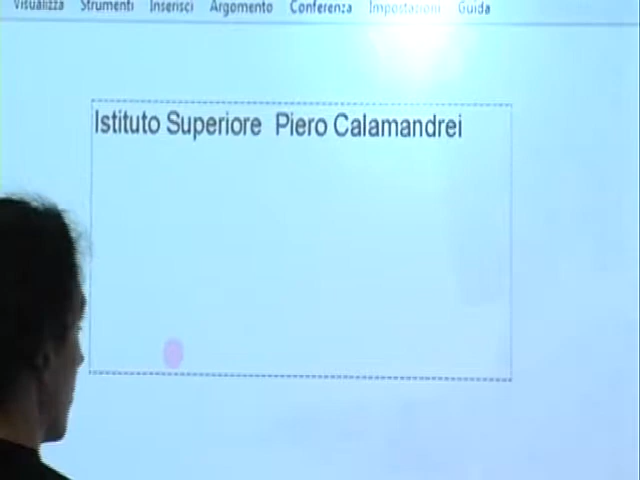 Visualizza Strumenti Inserisci Argomento Conferenza Impostazioni Guida
Istituto Superiore Piero Calamandrei